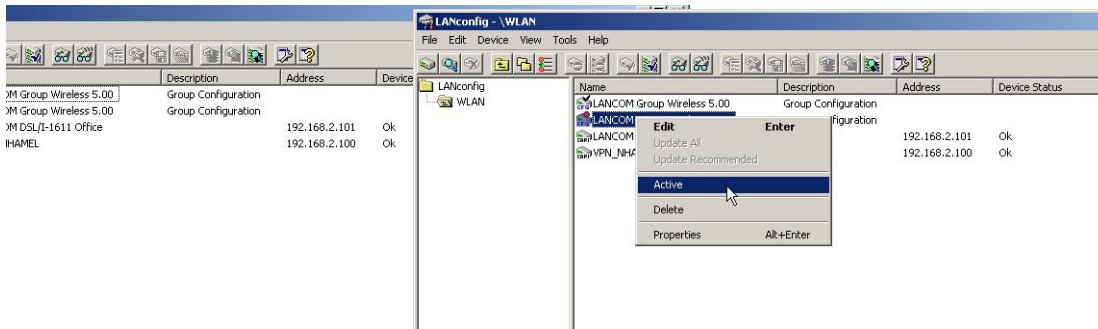 Description Address Device
OM Group Wireless 5.00 Group Configuration
OM Group Wireless 5.00 Group Configuration
OM DSL/I-1611 Office 192.168.2.101 Ok
NHAMEL 192.168.2.100 Ok
LANconfig - \WLAN
File Edit Device View Tools Help
LANconfig
WLAN
Name Description Address Device Status
LANCOM Group Wireless 5.00 Group Configuration
LANCOM figuration
LANCOM 192.168.2.101 Ok
VPN_NHA 192.168.2.100 Ok
Edit Enter
Update All
Update Recommended
Active
Delete
Properties Alt+Enter